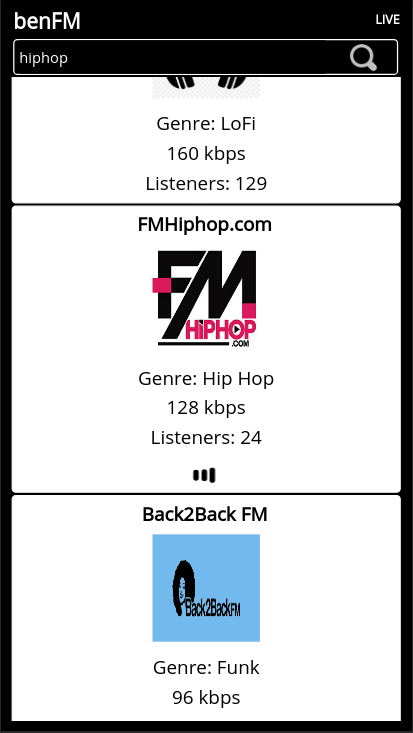 benFM
LIVE
hiphop
Genre: LoFi
160 kbps
Listeners: 129
FMHiphop.com
FM
HIPHOP
.COM
Genre: Hip Hop
128 kbps
Listeners: 24
Back2Back FM
Back2BackFM
Genre: Funk
96 kbps